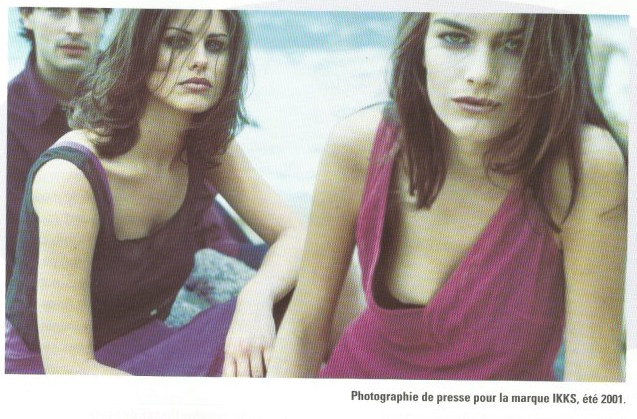 Photographie de presse pour la marque IKKS, été 2001.